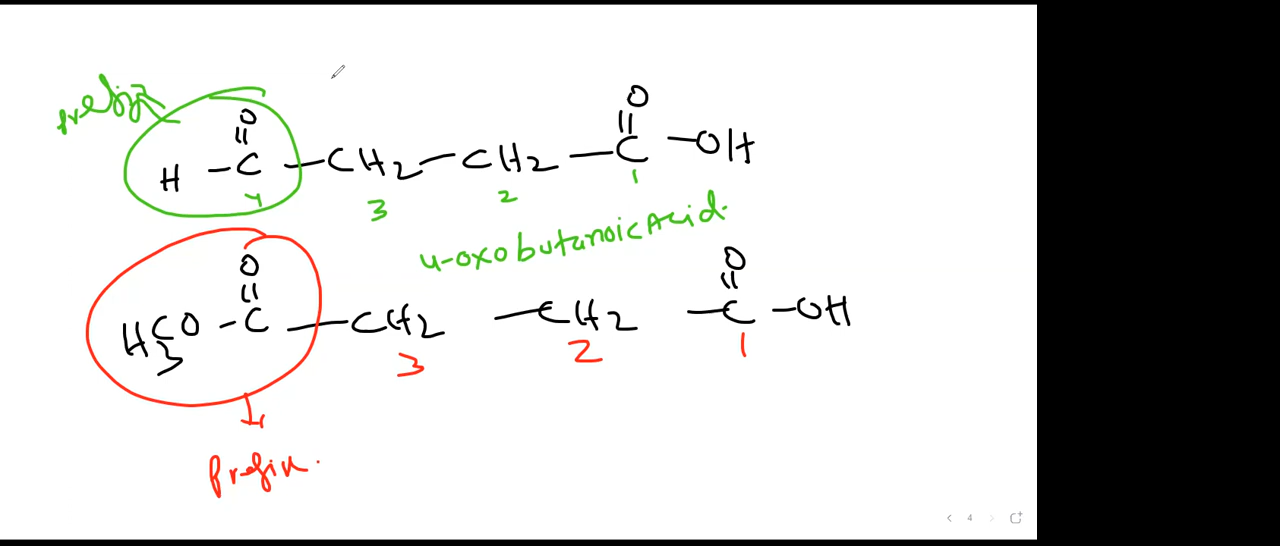 prefix
O
||
H - C - CH2 - CH2 - C - OH
O
||
4 3 2 1
4-oxobutanoic Acid.
O
||
H3CO - C - CH2 - CH2 - C - OH
O
||
3 2 1
Prefix.
4